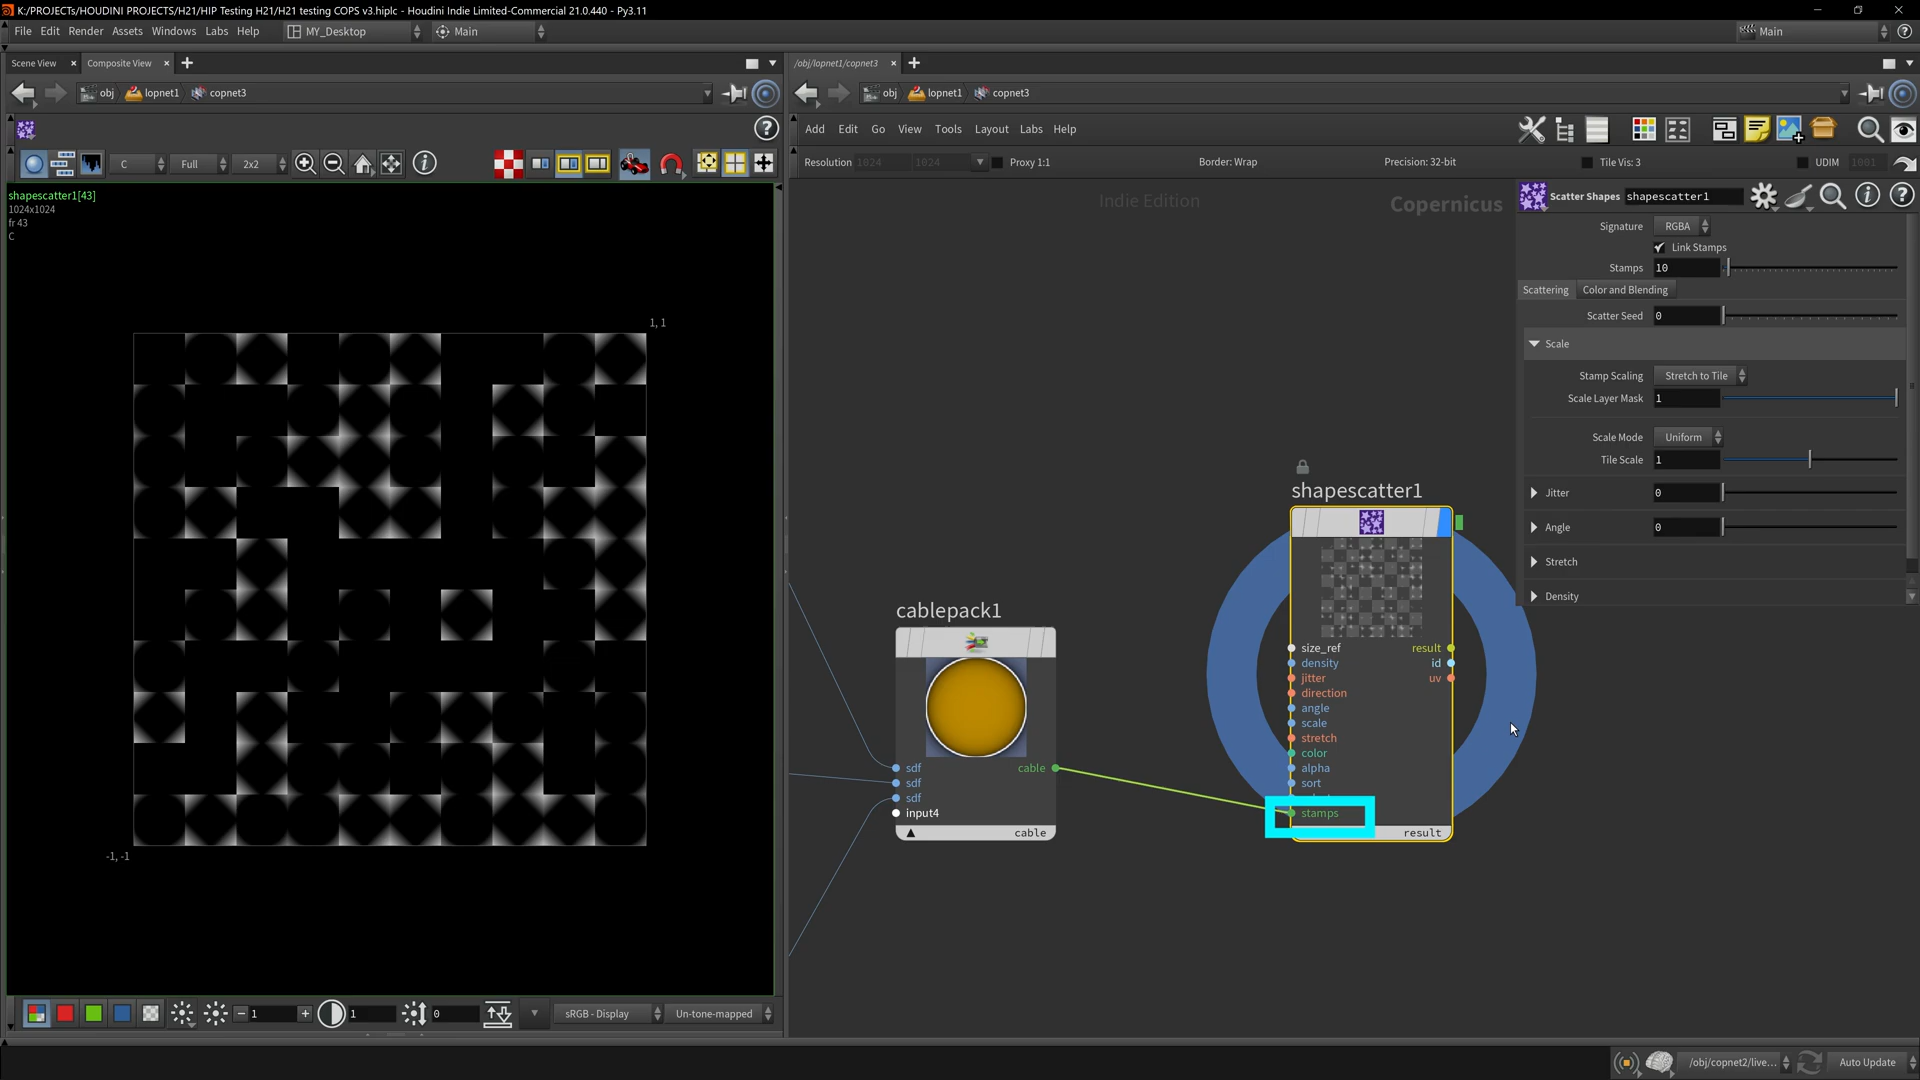 K:/PROJECTs/HOUDINI PROJECTS/H21/HIP Testing H21/H21 testing COPS v3.hiplc - Houdini Indie Limited-Commercial 21.0.440 - Py3.11
File Edit Render Assets Windows Labs Help MY_Desktop Main Main
Scene View Composite View
obj lopnet1 copnet3
C Full 2x2
shapescatter1[43]
1024x1024
fr 43
C
1, 1
-1, -1
1 1 0 sRGB - Display Un-tone-mapped
/obj/lopnet1/copnet3
obj lopnet1 copnet3
Add Edit Go View Tools Layout Labs Help
Resolution 1024 1024 Proxy 1:1 Border: Wrap Precision: 32-bit Tile Vis: 3 UDIM 1001
Indie Edition
Copernicus
Scatter Shapes shapescatter1
Signature RGBA
Link Stamps
Stamps 10
Scattering Color and Blending
Scatter Seed 0
Scale
Stamp Scaling Stretch to Tile
Scale Layer Mask 1
Scale Mode Uniform
Tile Scale 1
Jitter 0
Angle 0
Stretch
Density
cablepack1
sdf cable
sdf
sdf
input4
cable
shapescatter1
size_ref result
density id
jitter uv
direction
angle
scale
stretch
color
alpha
sort
stamps
result
/obj/copnet2/live... Auto Update